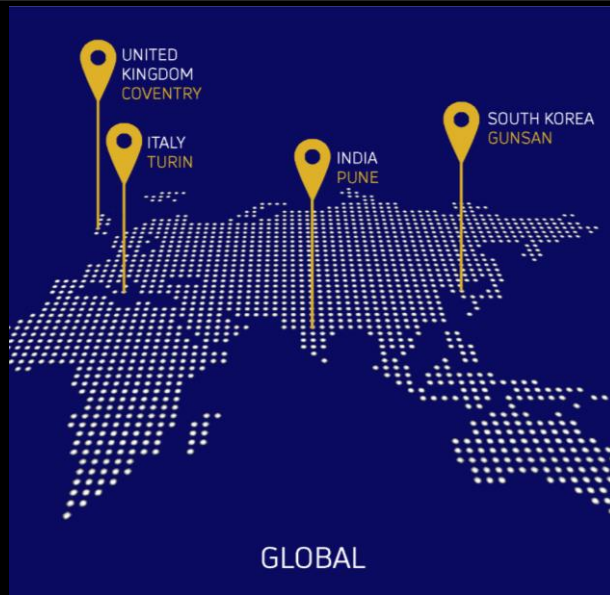 UNITED
KINGDOM
COVENTRY
ITALY
TURIN
INDIA
PUNE
SOUTH KOREA
GUNSAN
GLOBAL